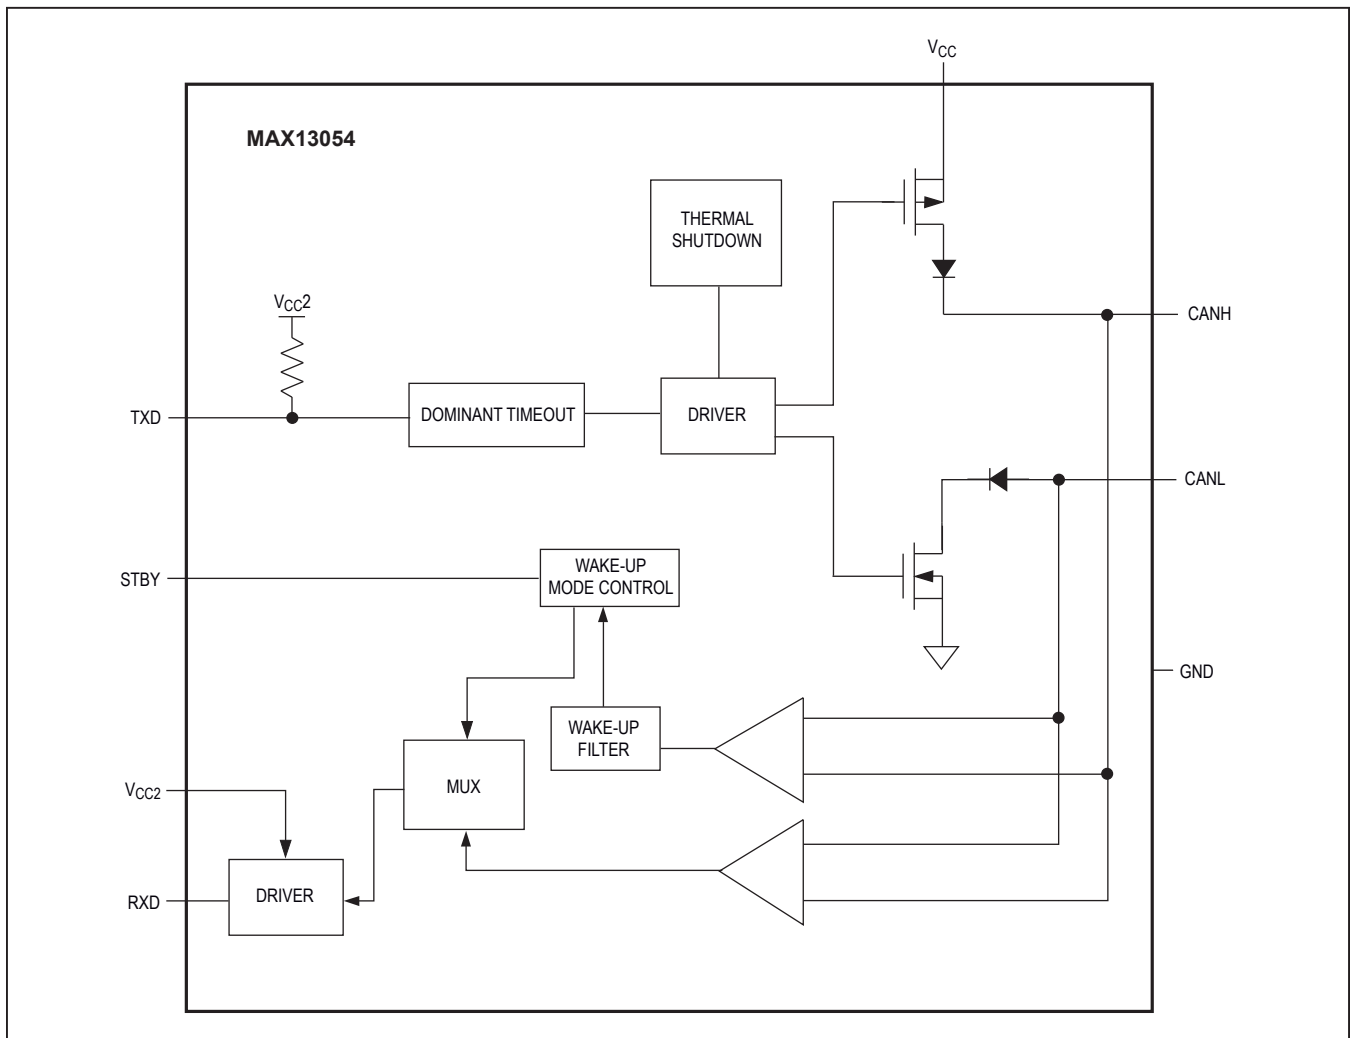 VCC
MAX13054
THERMAL
SHUTDOWN
VCC2
CANH
TXD
DOMINANT TIMEOUT
DRIVER
CANL
STBY
WAKE-UP
MODE CONTROL
GND
WAKE-UP
FILTER
VCC2
MUX
RXD
DRIVER